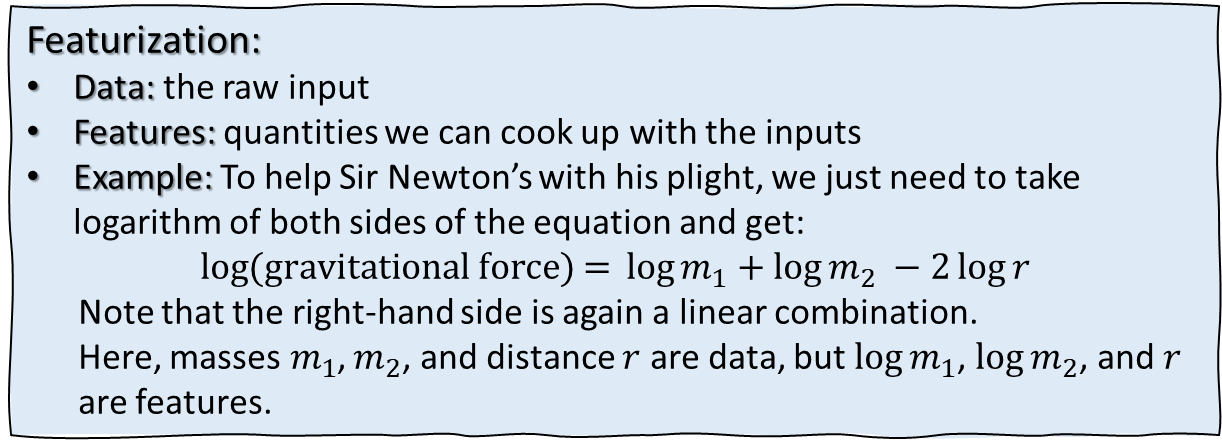 Featurization:
• Data: the raw input
• Features: quantities we can cook up with the inputs
• Example: To help Sir Newton's with his plight, we just need to take
logarithm of both sides of the equation and get:
log(gravitational force) = log m₁ + log m₂ − 2 log r
Note that the right-hand side is again a linear combination.
Here, masses m₁, m₂, and distance r are data, but log m₁, log m₂, and r
are features.